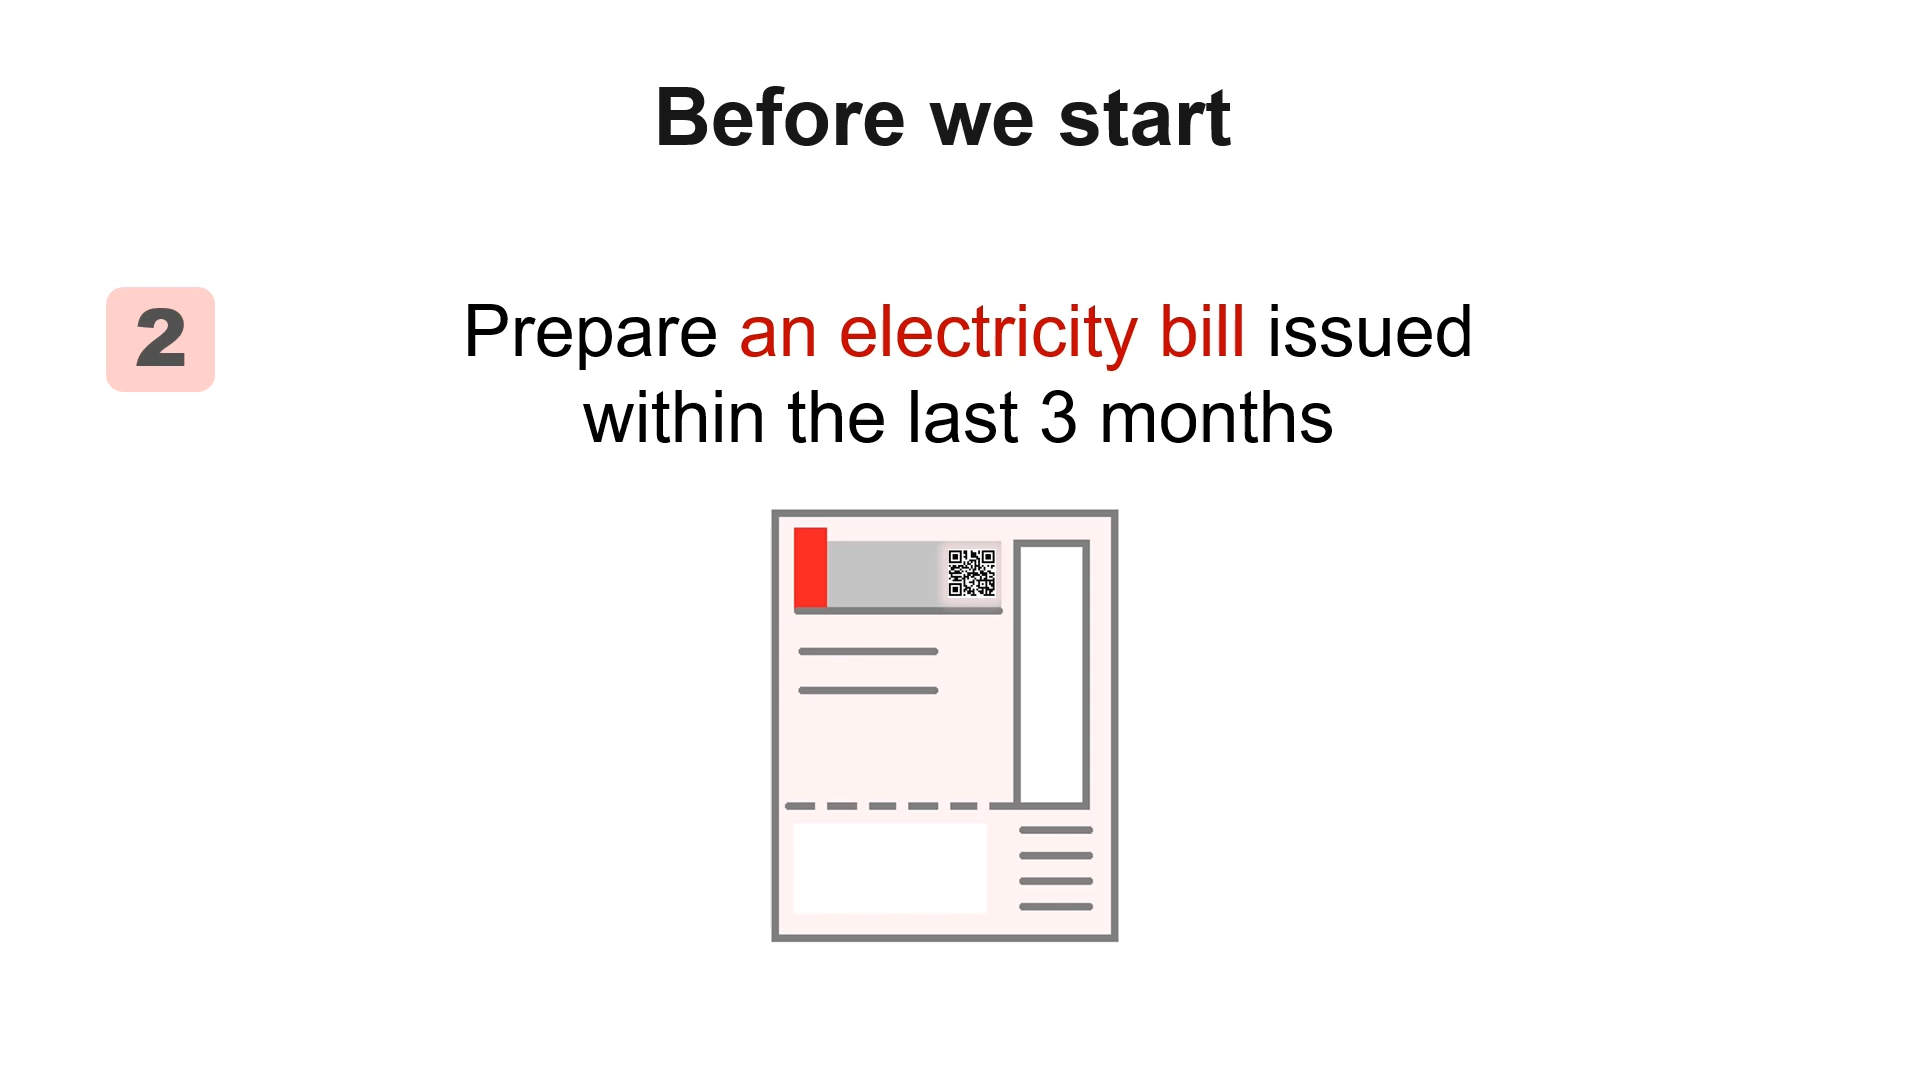 Before we start
2
Prepare an electricity bill issued
within the last 3 months